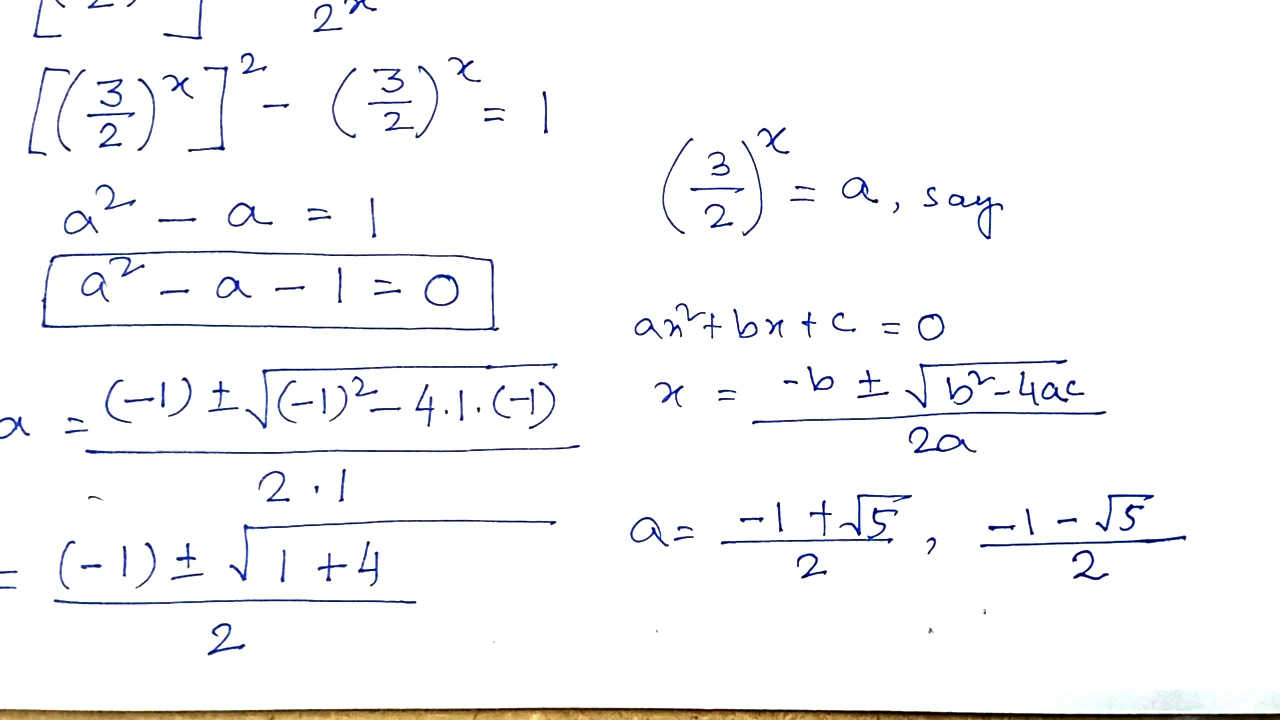 2^x
[(3/2)^x]^2 - (3/2)^x = 1
a^2 - a = 1
a^2 - a - 1 = 0
a = ((-1) ± √((-1)^2 - 4.1.(-1))) / (2 . 1)
= ((-1) ± √(1 + 4)) / 2
(3/2)^x = a, say
ax^2 + bx + c = 0
x = (-b ± √(b^2 - 4ac)) / 2a
a = (-1 + √5)/2 , (-1 - √5)/2